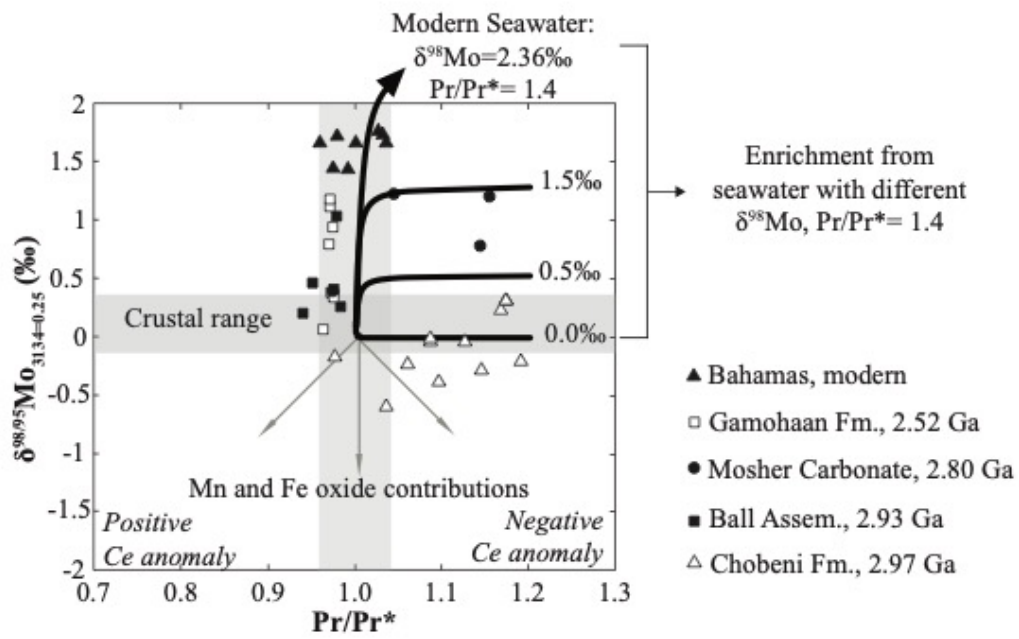 Modern Seawater:
δ⁹⁸Mo=2.36‰
Pr/Pr*= 1.4
2
1.5
1
0.5
0
-0.5
-1
-1.5
-2
δ⁹⁸/⁹⁵Mo₃₁₃₄₌₀.₂₅ (‰)
1.5‰
0.5‰
0.0‰
Crustal range
Enrichment from
seawater with different
δ⁹⁸Mo, Pr/Pr*= 1.4
Mn and Fe oxide contributions
Positive
Ce anomaly
Negative
Ce anomaly
0.7 0.8 0.9 1.0 1.1 1.2 1.3
Pr/Pr*
Bahamas, modern
Gamohaan Fm., 2.52 Ga
Mosher Carbonate, 2.80 Ga
Ball Assem., 2.93 Ga
Chobeni Fm., 2.97 Ga